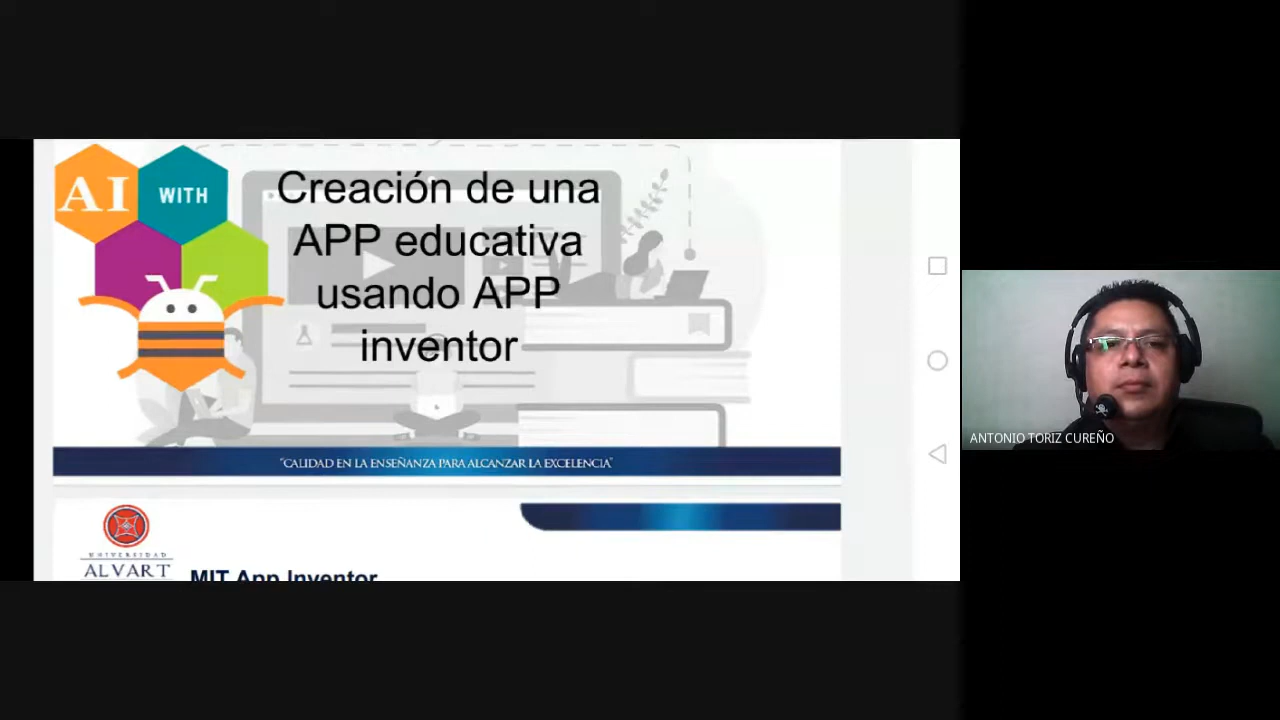 AI WITH
Creación de una
APP educativa
usando APP
inventor
"CALIDAD EN LA ENSEÑANZA PARA ALCANZAR LA EXCELENCIA"
UNIVERSIDAD
ALVART
MIT App Inventor
ANTONIO TORIZ CUREÑO